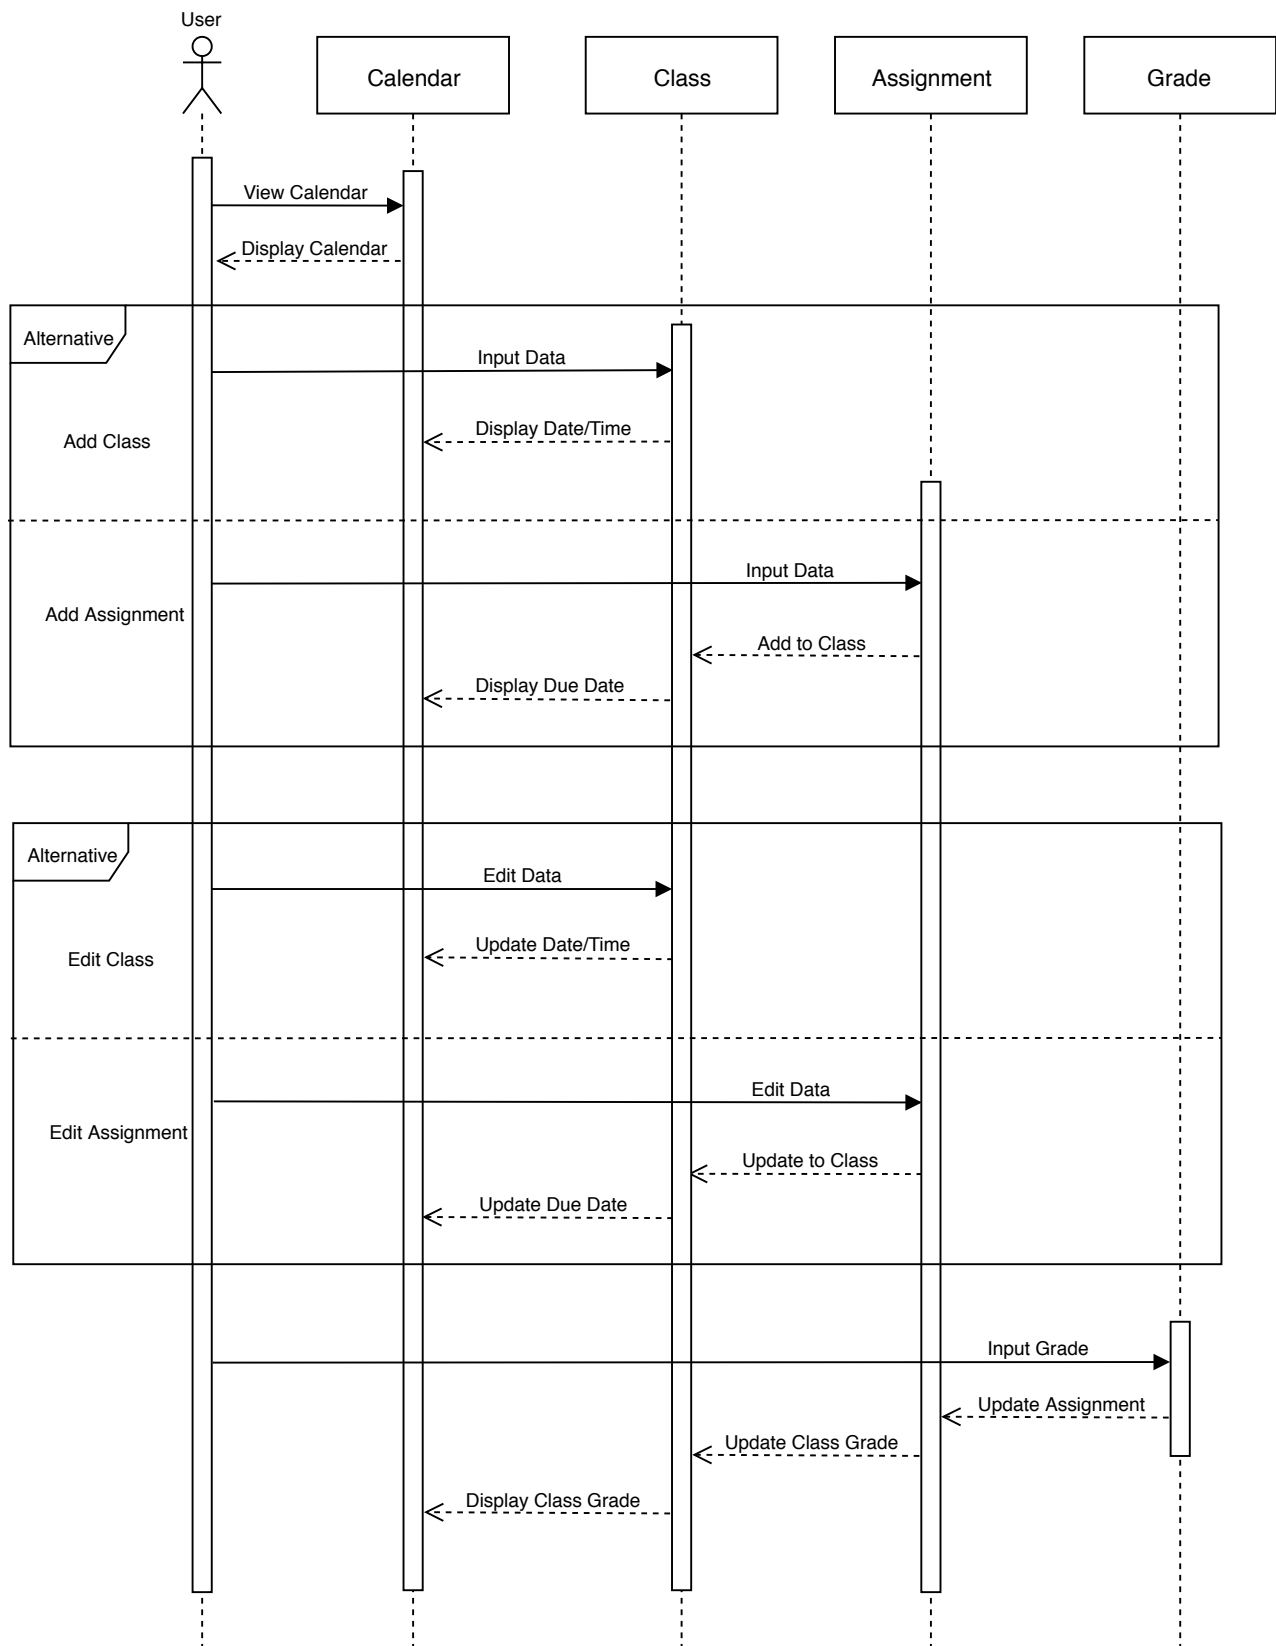 User
Calendar
Class
Assignment
Grade
View Calendar
Display Calendar
Alternative
Input Data
Display Date/Time
Add Class
Input Data
Add Assignment
Add to Class
Display Due Date
Alternative
Edit Data
Update Date/Time
Edit Class
Edit Data
Edit Assignment
Update to Class
Update Due Date
Input Grade
Update Assignment
Update Class Grade
Display Class Grade